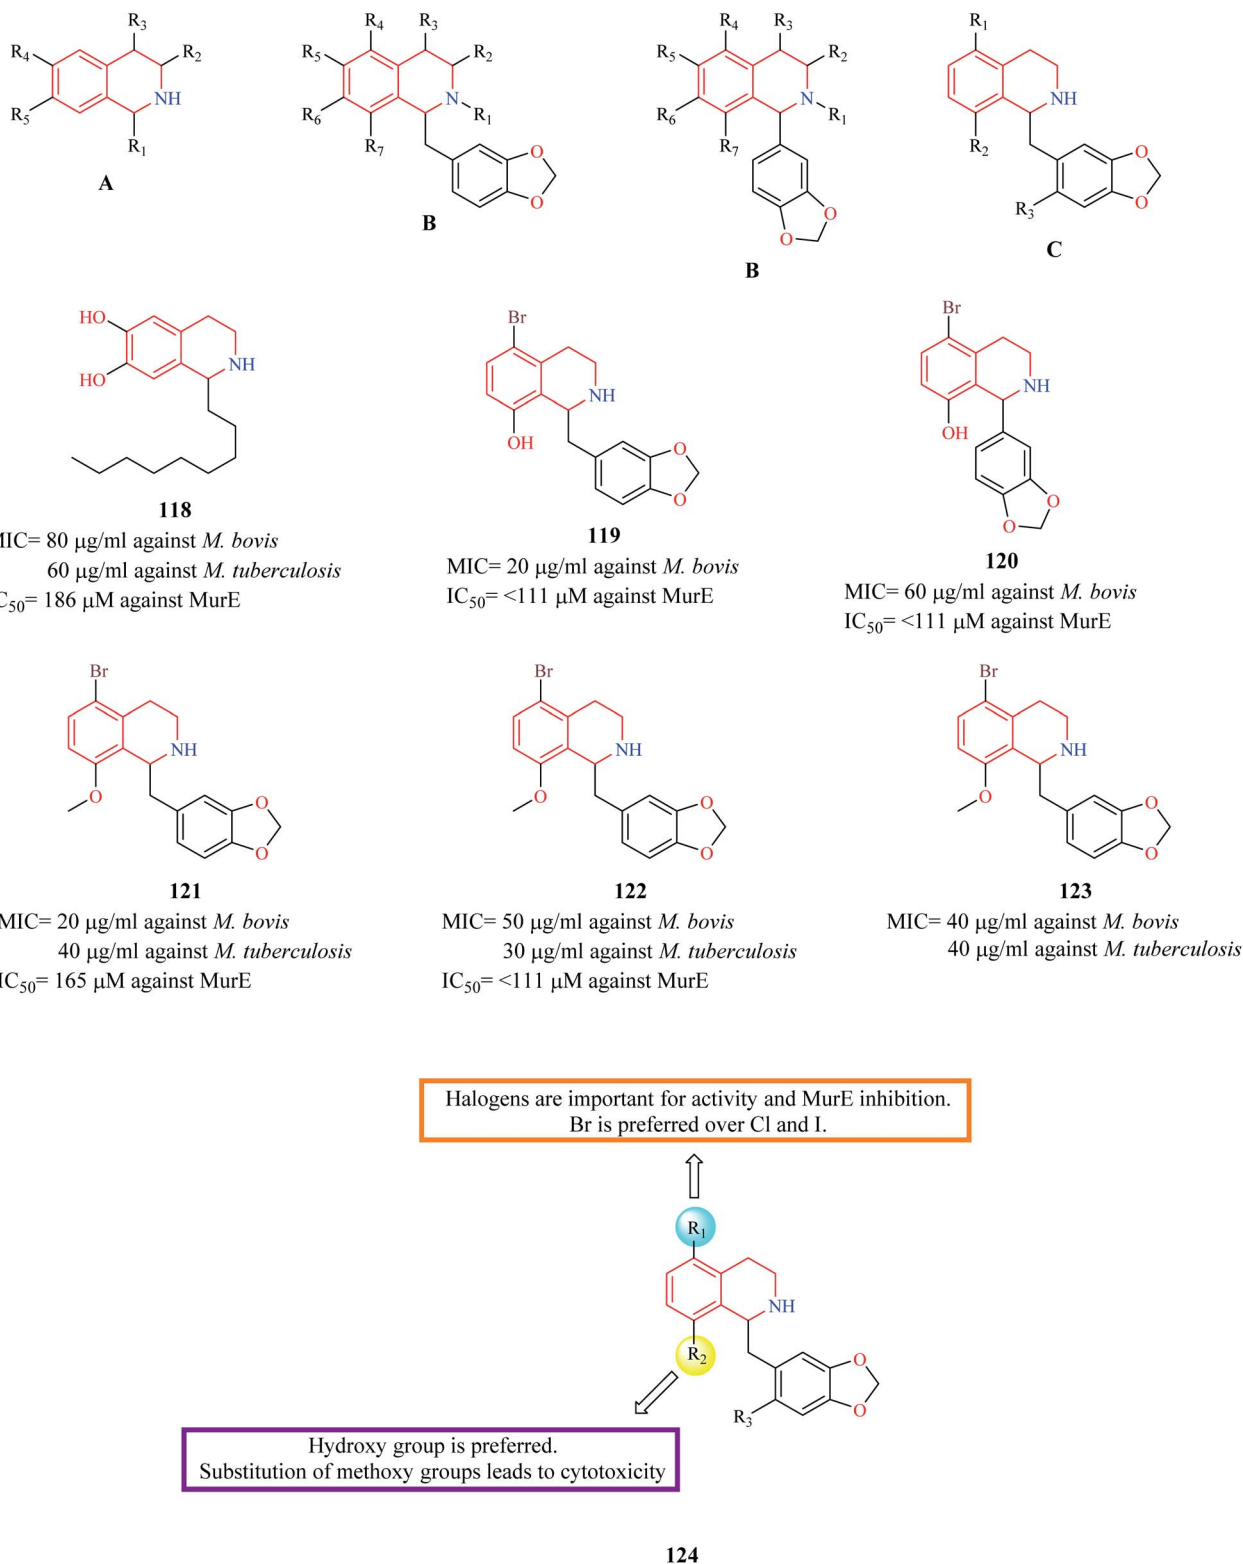 R3
R4
R2
R5
NH
R1
A
R4
R3
R5
R2
R6
N
R1
R7
O
O
B
R4
R3
R5
R2
R6
N
R1
R7
O
O
B
R1
NH
R2
R3
O
O
C
HO
HO
NH
118
MIC= 80 μg/ml against M. bovis
60 μg/ml against M. tuberculosis
IC50= 186 μM against MurE
Br
NH
OH
O
O
119
MIC= 20 μg/ml against M. bovis
IC50= <111 μM against MurE
Br
NH
OH
O
O
120
MIC= 60 μg/ml against M. bovis
IC50= <111 μM against MurE
Br
NH
O
O
O
121
MIC= 20 μg/ml against M. bovis
40 μg/ml against M. tuberculosis
IC50= 165 μM against MurE
Br
NH
O
O
O
122
MIC= 50 μg/ml against M. bovis
30 μg/ml against M. tuberculosis
IC50= <111 μM against MurE
Br
NH
O
O
O
123
MIC= 40 μg/ml against M. bovis
40 μg/ml against M. tuberculosis
Halogens are important for activity and MurE inhibition.
Br is preferred over Cl and I.
R1
NH
R2
O
R3
O
Hydroxy group is preferred.
Substitution of methoxy groups leads to cytotoxicity
124